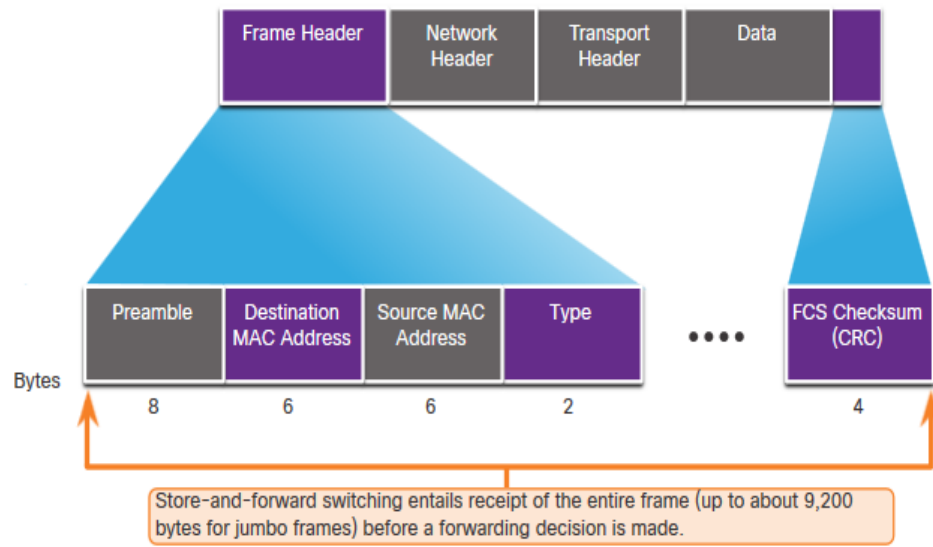 Frame Header
Network Header
Transport Header
Data
Preamble
Destination MAC Address
Source MAC Address
Type
••••
FCS Checksum (CRC)
Bytes
8
6
6
2
4
Store-and-forward switching entails receipt of the entire frame (up to about 9,200
bytes for jumbo frames) before a forwarding decision is made.